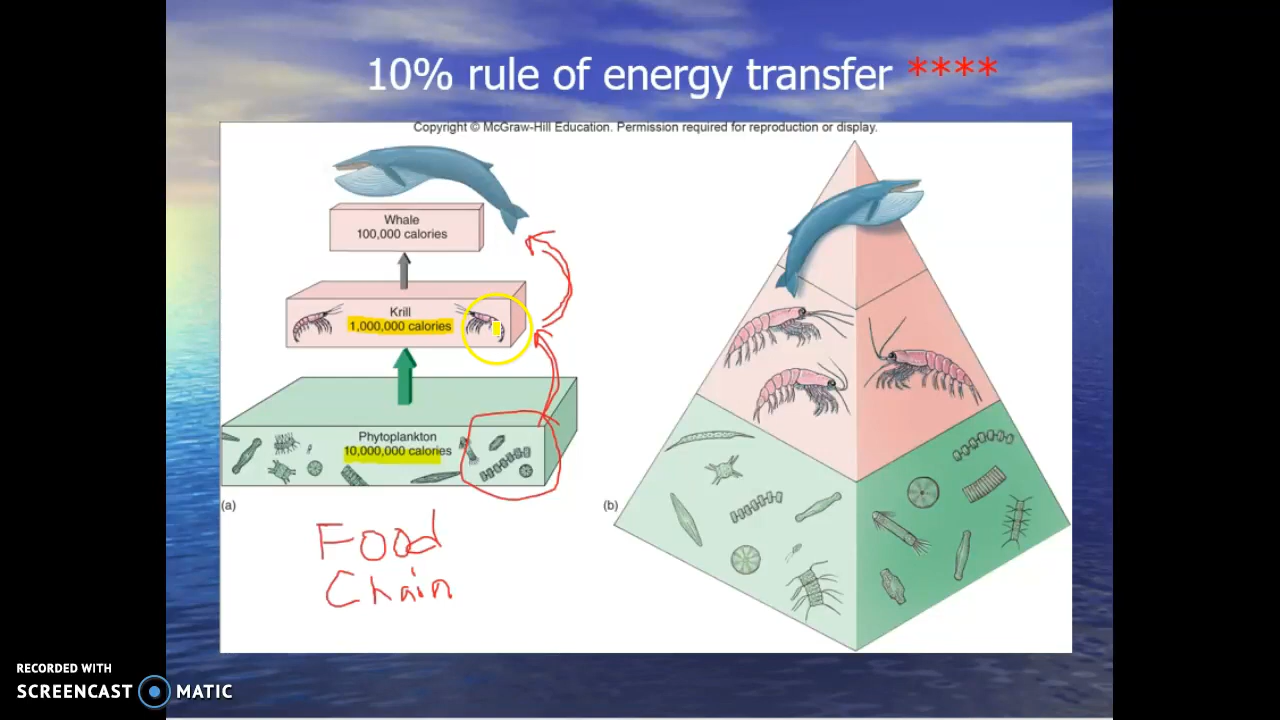 10% rule of energy transfer ****
Copyright © McGraw-Hill Education. Permission required for reproduction or display.
Whale
100,000 calories
Krill
1,000,000 calories
Phytoplankton
10,000,000 calories
(a)
(b)
Food
Chain
RECORDED WITH
SCREENCAST MATIC